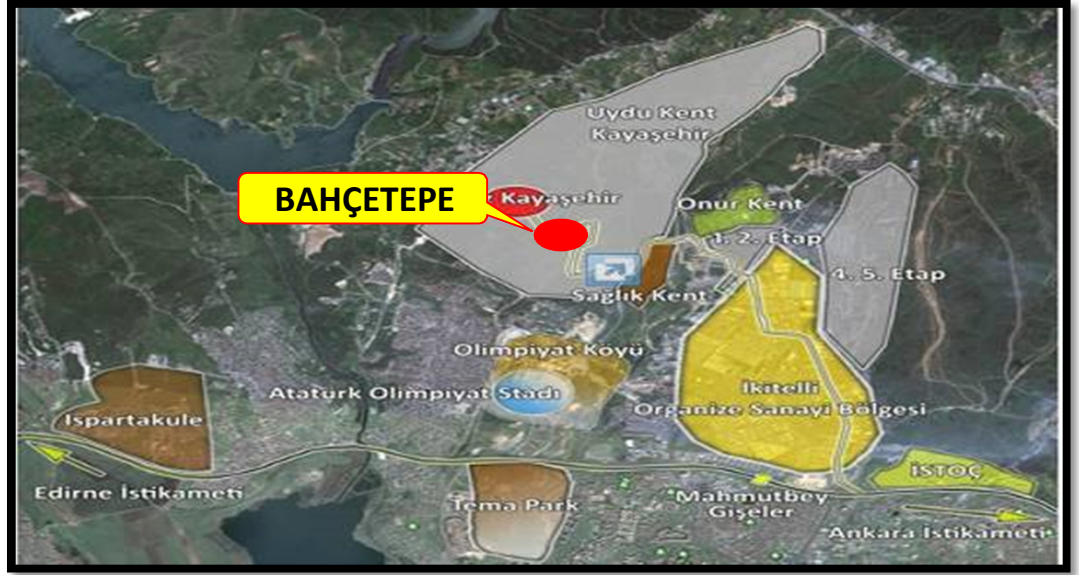 Uydu Kent
Kayaşehir
BAHÇETEPE
Kayaşehir
Onur Kent
1. 2. Etap
4. 5. Etap
Sağlık Kent
Olimpiyat Köyü
Atatürk Olimpiyat Stadı
İkitelli
Organize Sanayi Bölgesi
Ispartakule
İSTOÇ
Edirne İstikameti
Tema Park
Mahmutbey
Gişeler
Ankara İstikameti